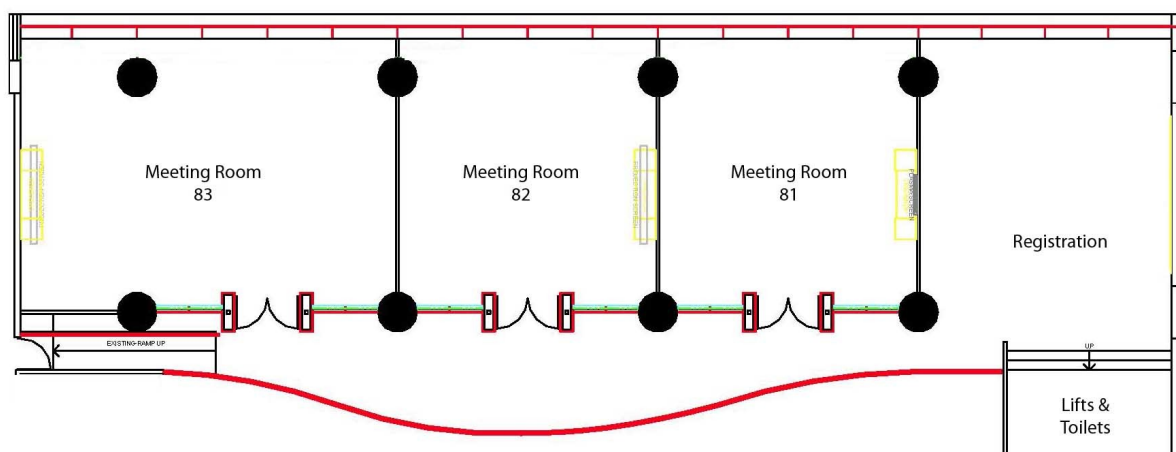 Meeting Room
83
Meeting Room
82
Meeting Room
81
Registration
EXISTING-RAMP UP
UP
Lifts &
Toilets